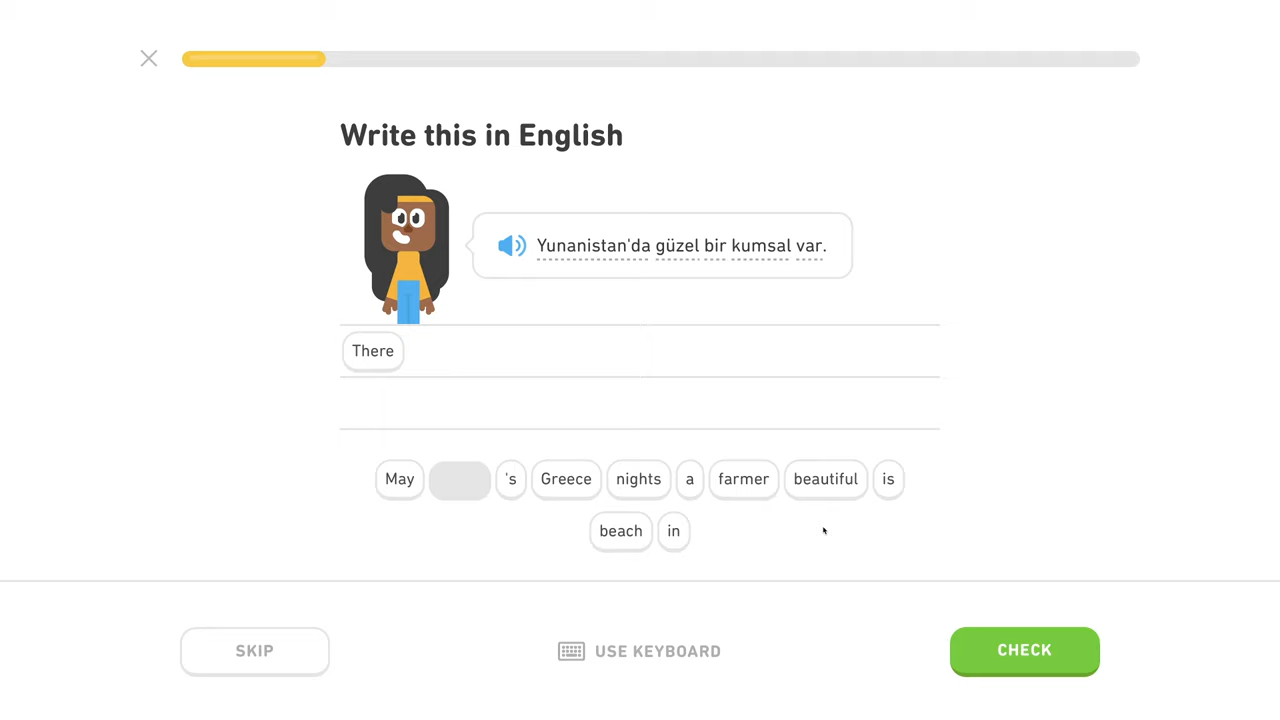 Write this in English
Yunanistan'da güzel bir kumsal var.
There
May 's Greece nights a farmer beautiful is
beach in
SKIP USE KEYBOARD CHECK